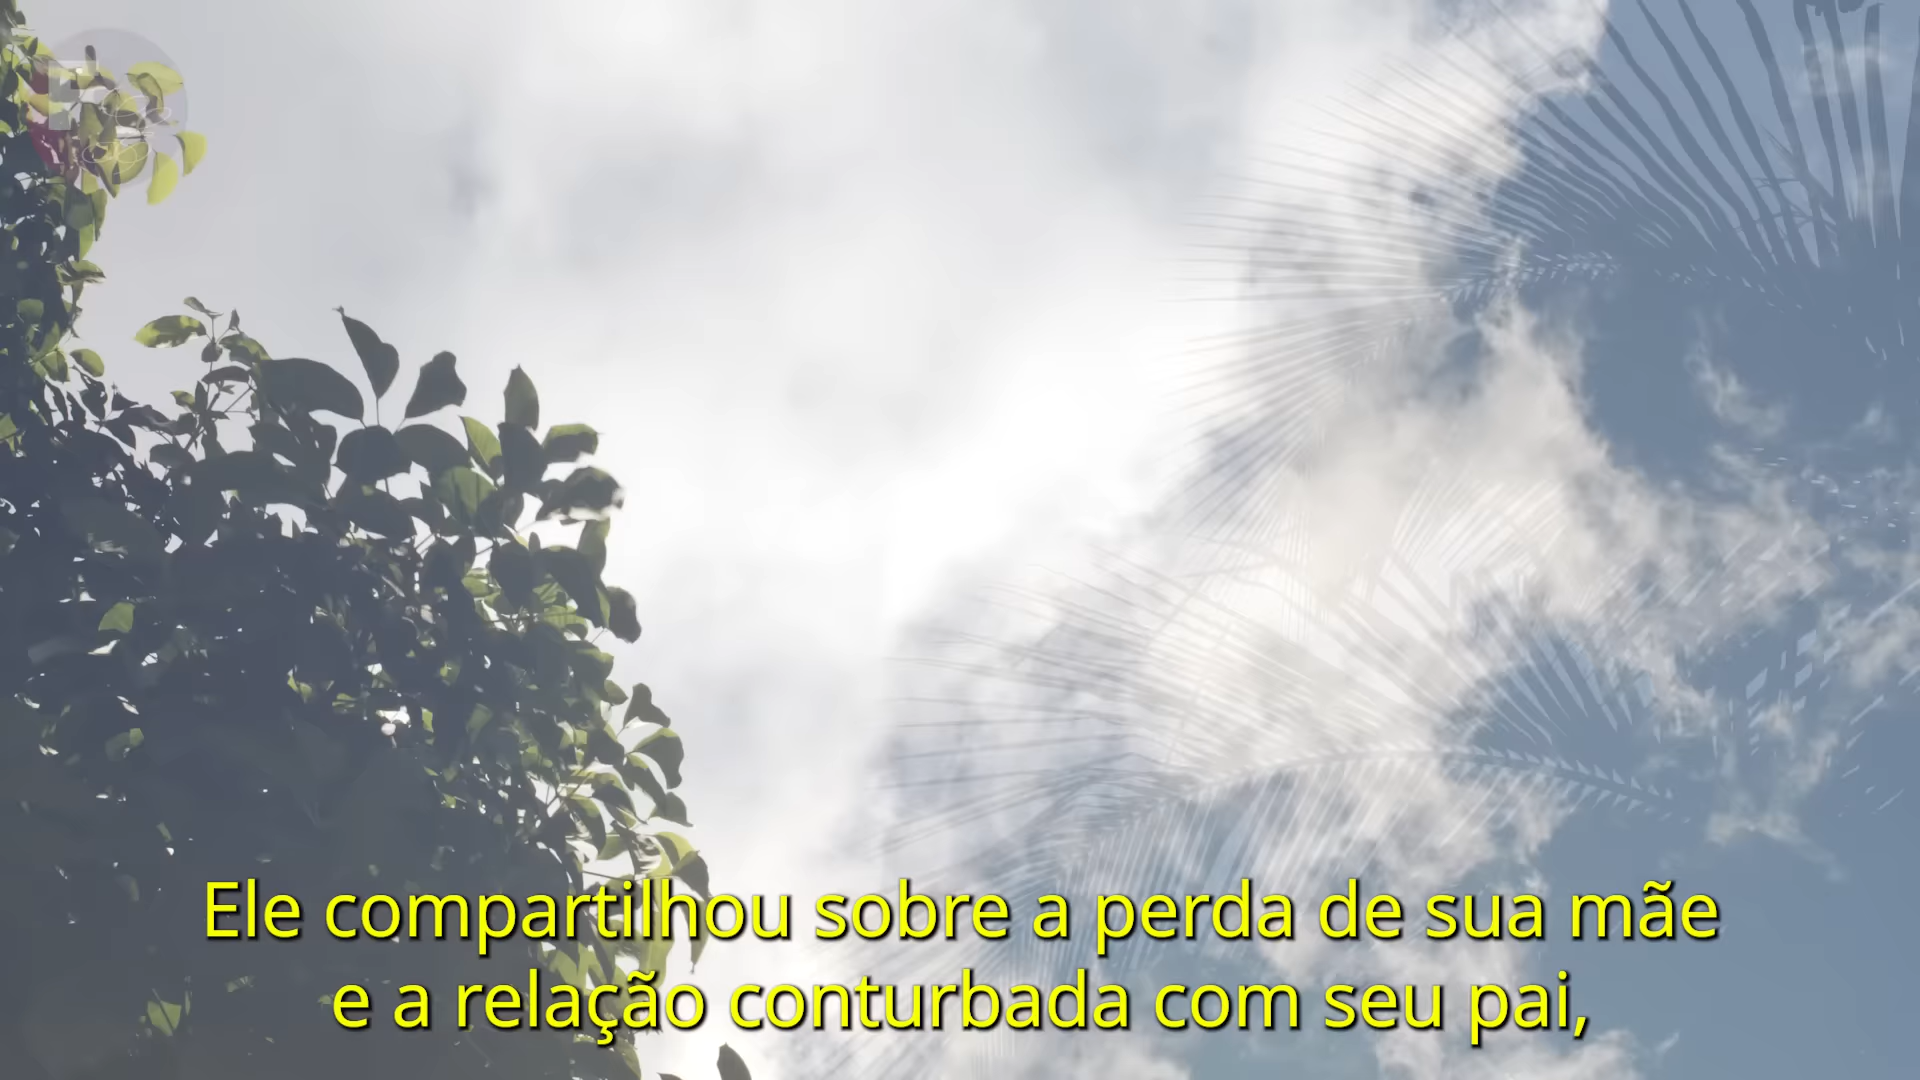 Ele compartilhou sobre a perda de sua mãe
e a relação conturbada com seu pai,